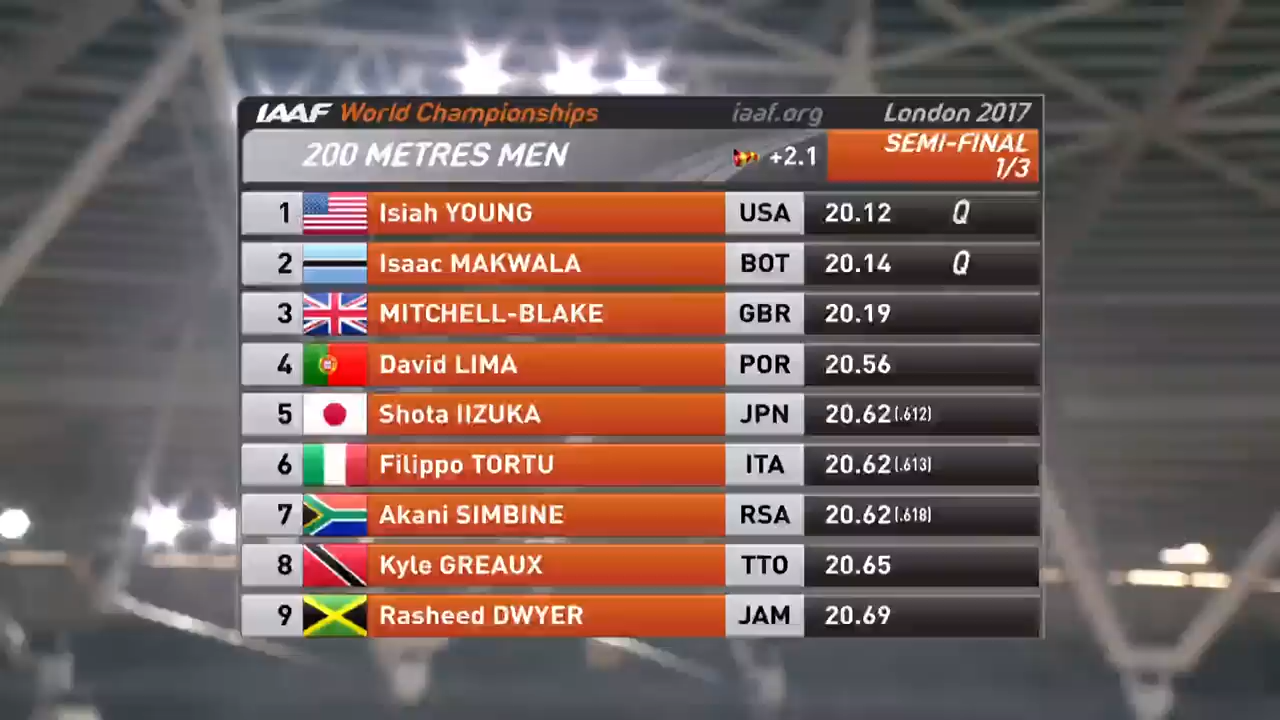 IAAF World Championships iaaf.org London 2017
200 METRES MEN +2.1 SEMI-FINAL
1/3
1 Isiah YOUNG USA 20.12 Q
2 Isaac MAKWALA BOT 20.14 Q
3 MITCHELL-BLAKE GBR 20.19
4 David LIMA POR 20.56
5 Shota IIZUKA JPN 20.62 (.612)
6 Filippo TORTU ITA 20.62 (.613)
7 Akani SIMBINE RSA 20.62 (.618)
8 Kyle GREAUX TTO 20.65
9 Rasheed DWYER JAM 20.69